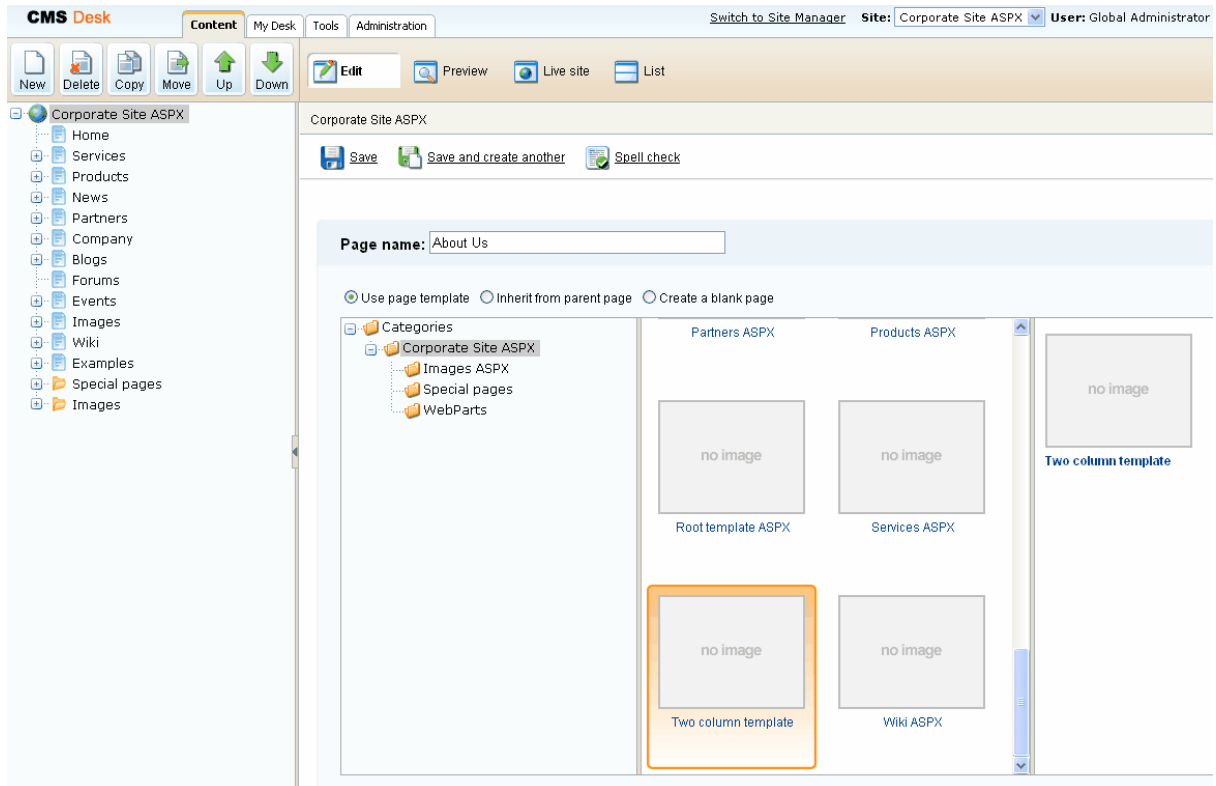 CMS Desk
Content My Desk Tools Administration
Switch to Site Manager Site: Corporate Site ASPX User: Global Administrator
New Delete Copy Move Up Down
Edit Preview Live site List
Corporate Site ASPX
Home
Services
Products
News
Partners
Company
Blogs
Forums
Events
Images
Wiki
Examples
Special pages
Images
Corporate Site ASPX
Save Save and create another Spell check
Page name: About Us
Use page template Inherit from parent page Create a blank page
Categories
Corporate Site ASPX
Images ASPX
Special pages
WebParts
Partners ASPX Products ASPX
no image no image
Root template ASPX Services ASPX
no image no image
Two column template Wiki ASPX
no image
Two column template